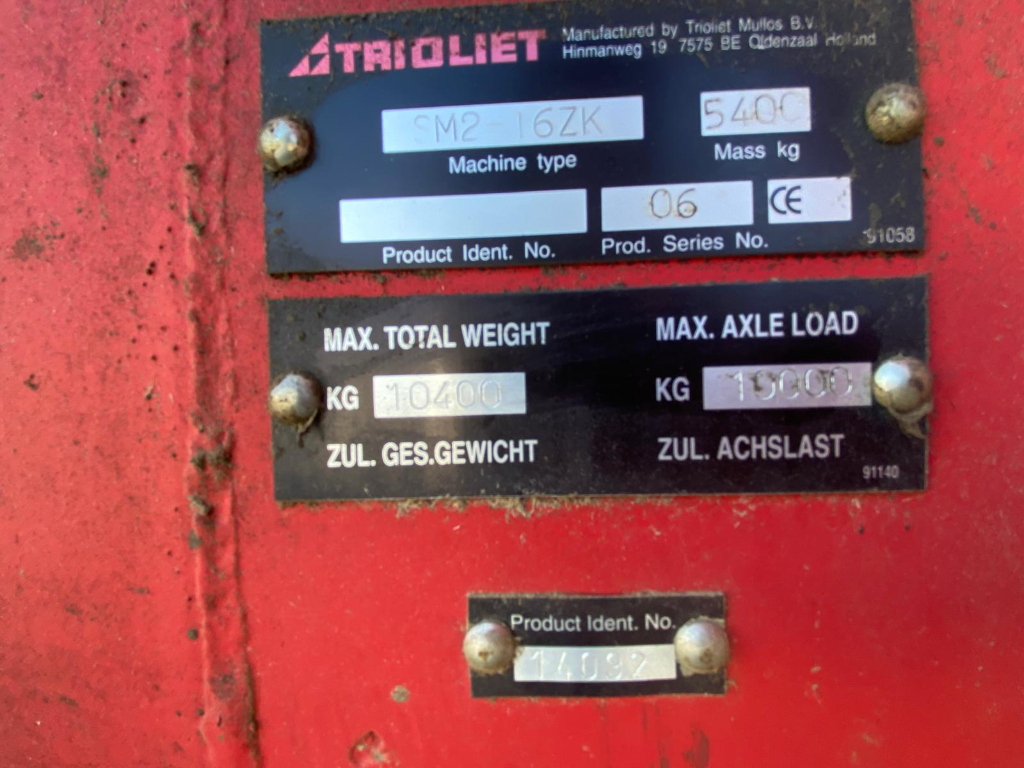 TRIOLIET
Manufactured by Trioliet Mullos B.V.
Hinmanweg 19 7575 BE Oldenzaal Holland
SM2-16ZK 5400
Machine type Mass kg
06 CE
Product Ident. No. Prod. Series No. 91058
MAX. TOTAL WEIGHT MAX. AXLE LOAD
KG 10400 KG 10000
ZUL. GES.GEWICHT ZUL. ACHSLAST
91140
Product Ident. No.
14092